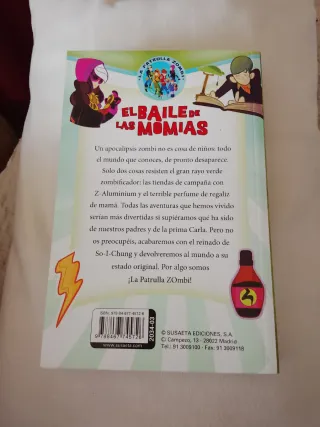 LA PATRULLA ZOMBI
EL BAILE DE
LAS MOMIAS
Un apocalipsis zombi no es cosa de niños: todo
el mundo que conoces, de pronto desaparece.
Solo dos cosas resisten el gran rayo verde
zombificador: las tiendas de campaña con
Z-Aluminium y el terrible perfume de regaliz
de mamá. Todas las aventuras que hemos vivido
serían más divertidas si supiéramos qué ha sido
de nuestros padres y de la prima Carla. Pero no
os preocupéis, acabaremos con el reinado de
So-I-Chung y devolveremos al mundo a su
estado original. Por algo somos
¡La Patrulla ZOmbi!
www.susaeta.com
2034-03
© SUSAETA EDICIONES, S.A.
C/ Campezo, 13 - 28022 Madrid
Tel.: 91 3009100 - Fax: 91 3009118